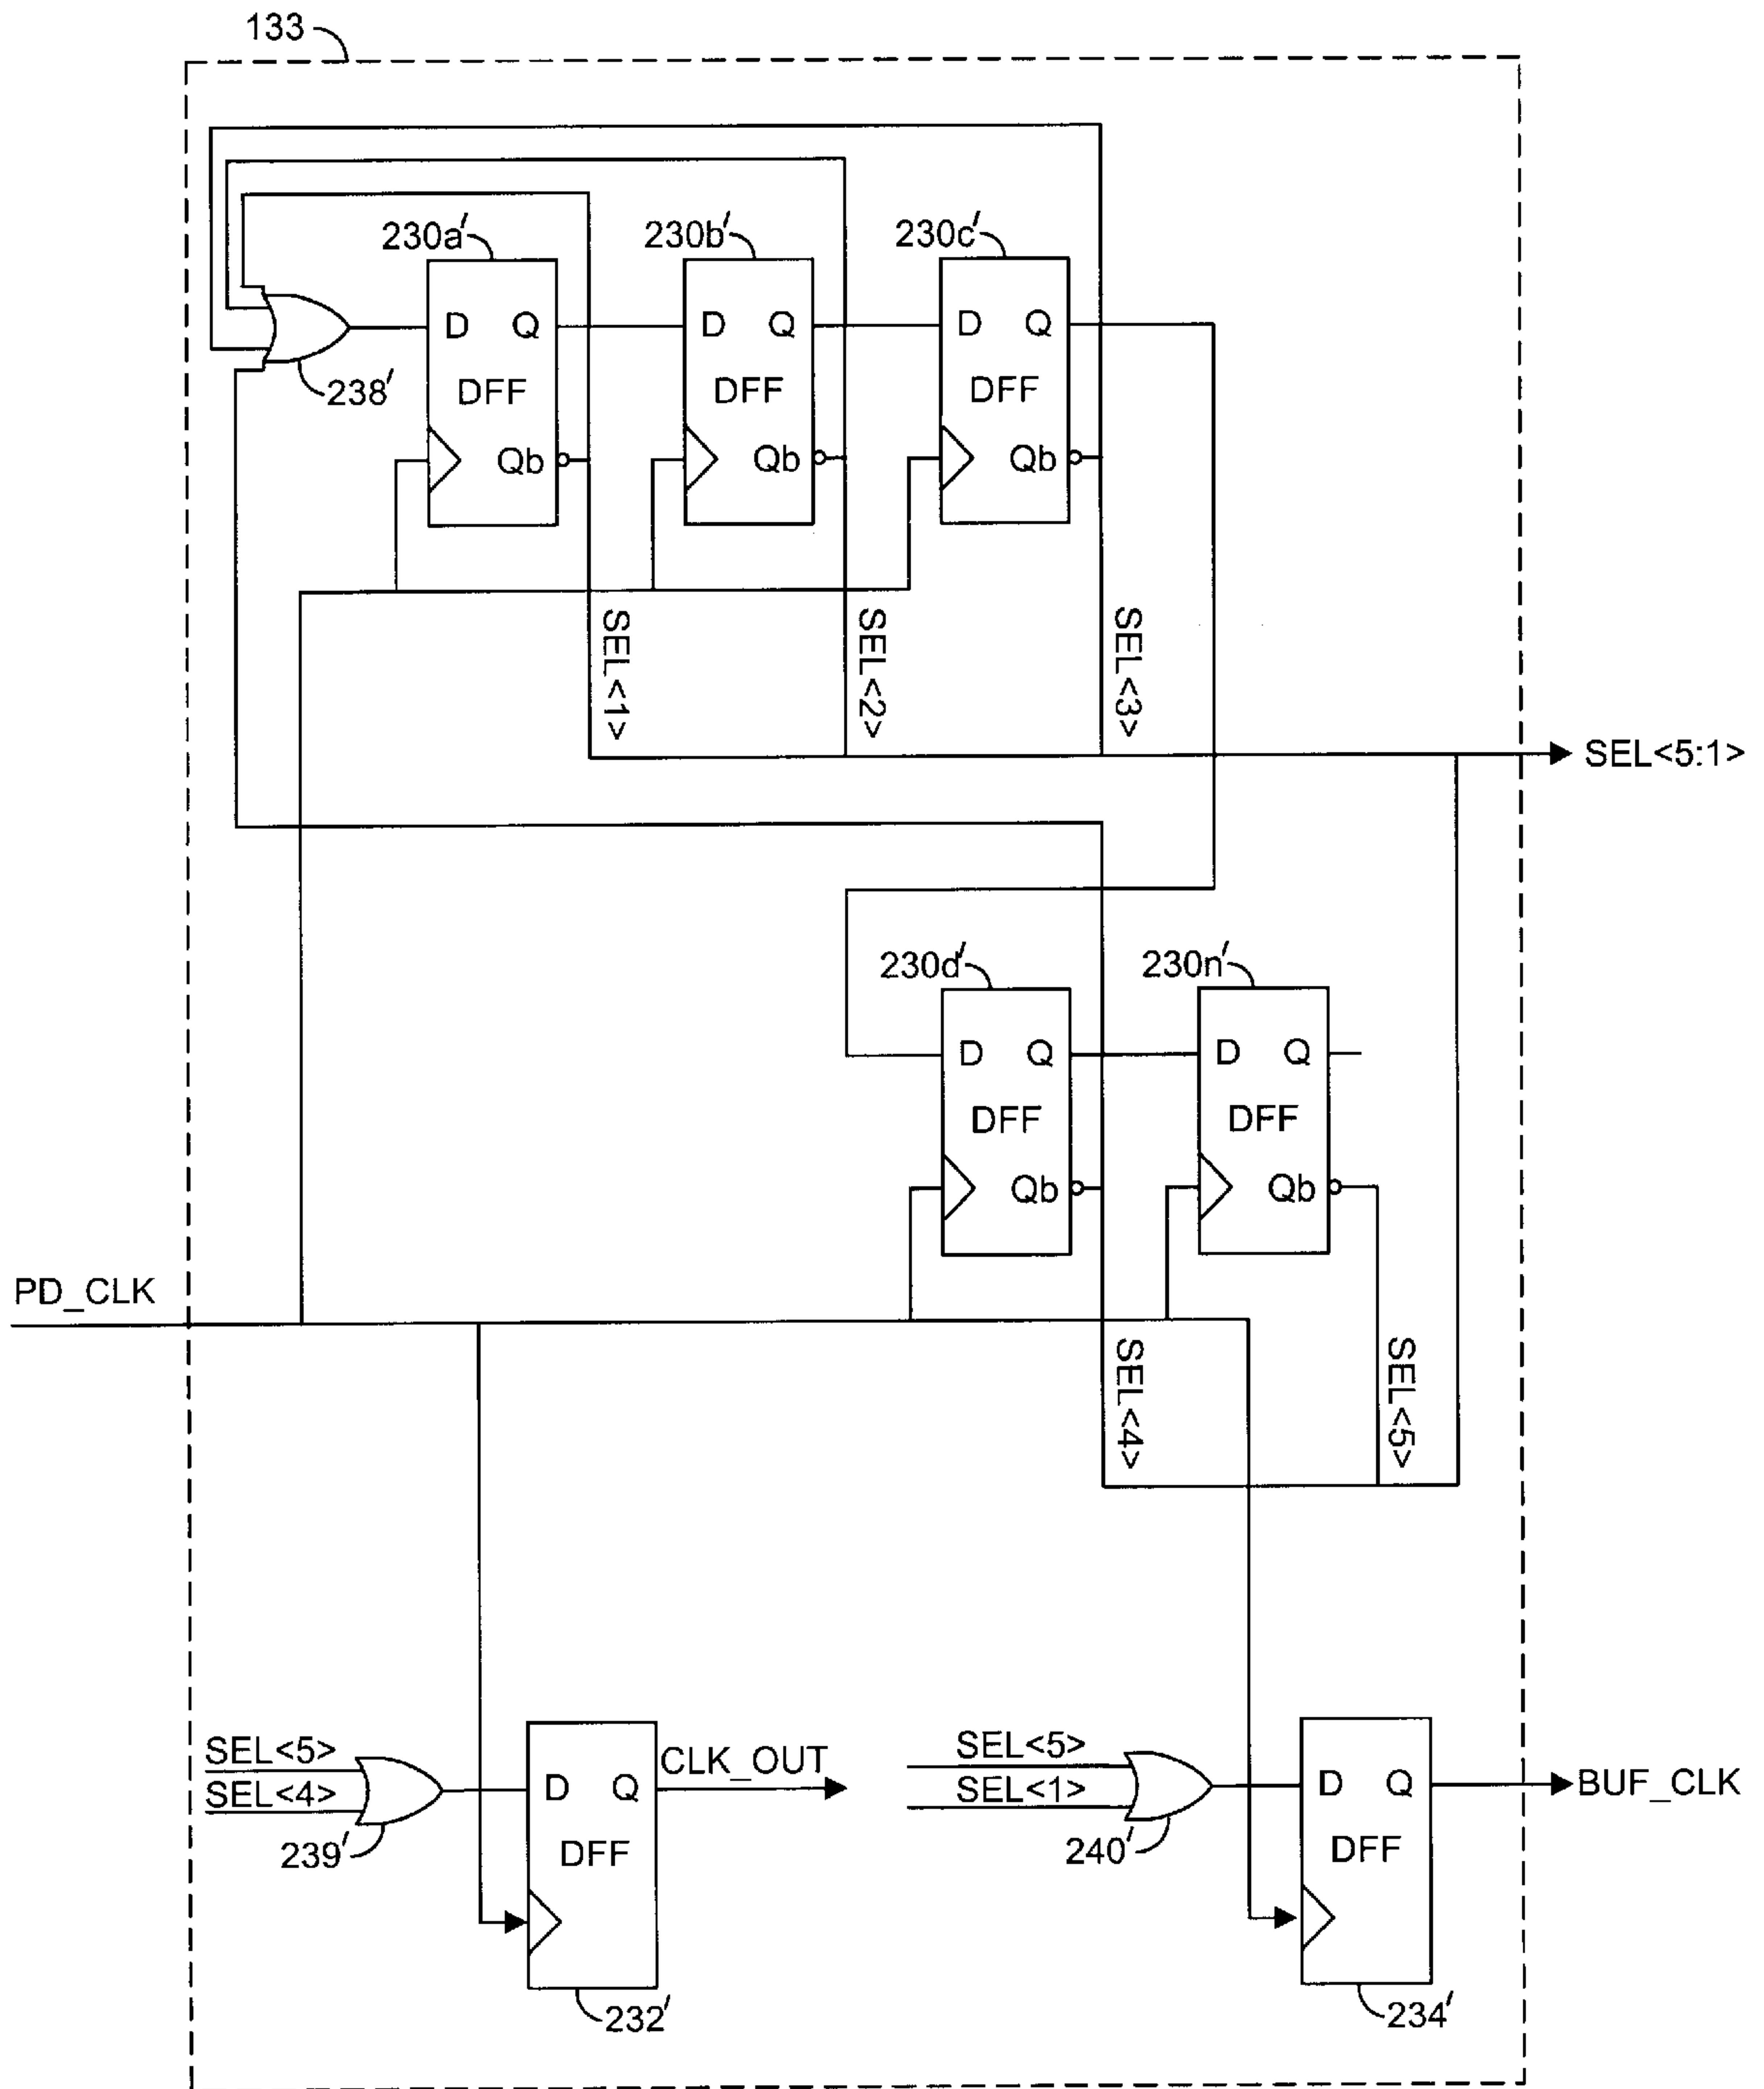 133
230a′ 230b′ 230c′
D Q D Q D Q
DFF DFF DFF
238′
Qb Qb Qb
SEL<1> SEL<2> SEL<3>
SEL<5:1>
230d′ 230n′
D Q D Q
DFF DFF
Qb Qb
PD_CLK
SEL<4> SEL<5>
SEL<5> CLK_OUT SEL<5>
SEL<4> D Q SEL<1> D Q BUF_CLK
239′ DFF 240′ DFF
232′ 234′